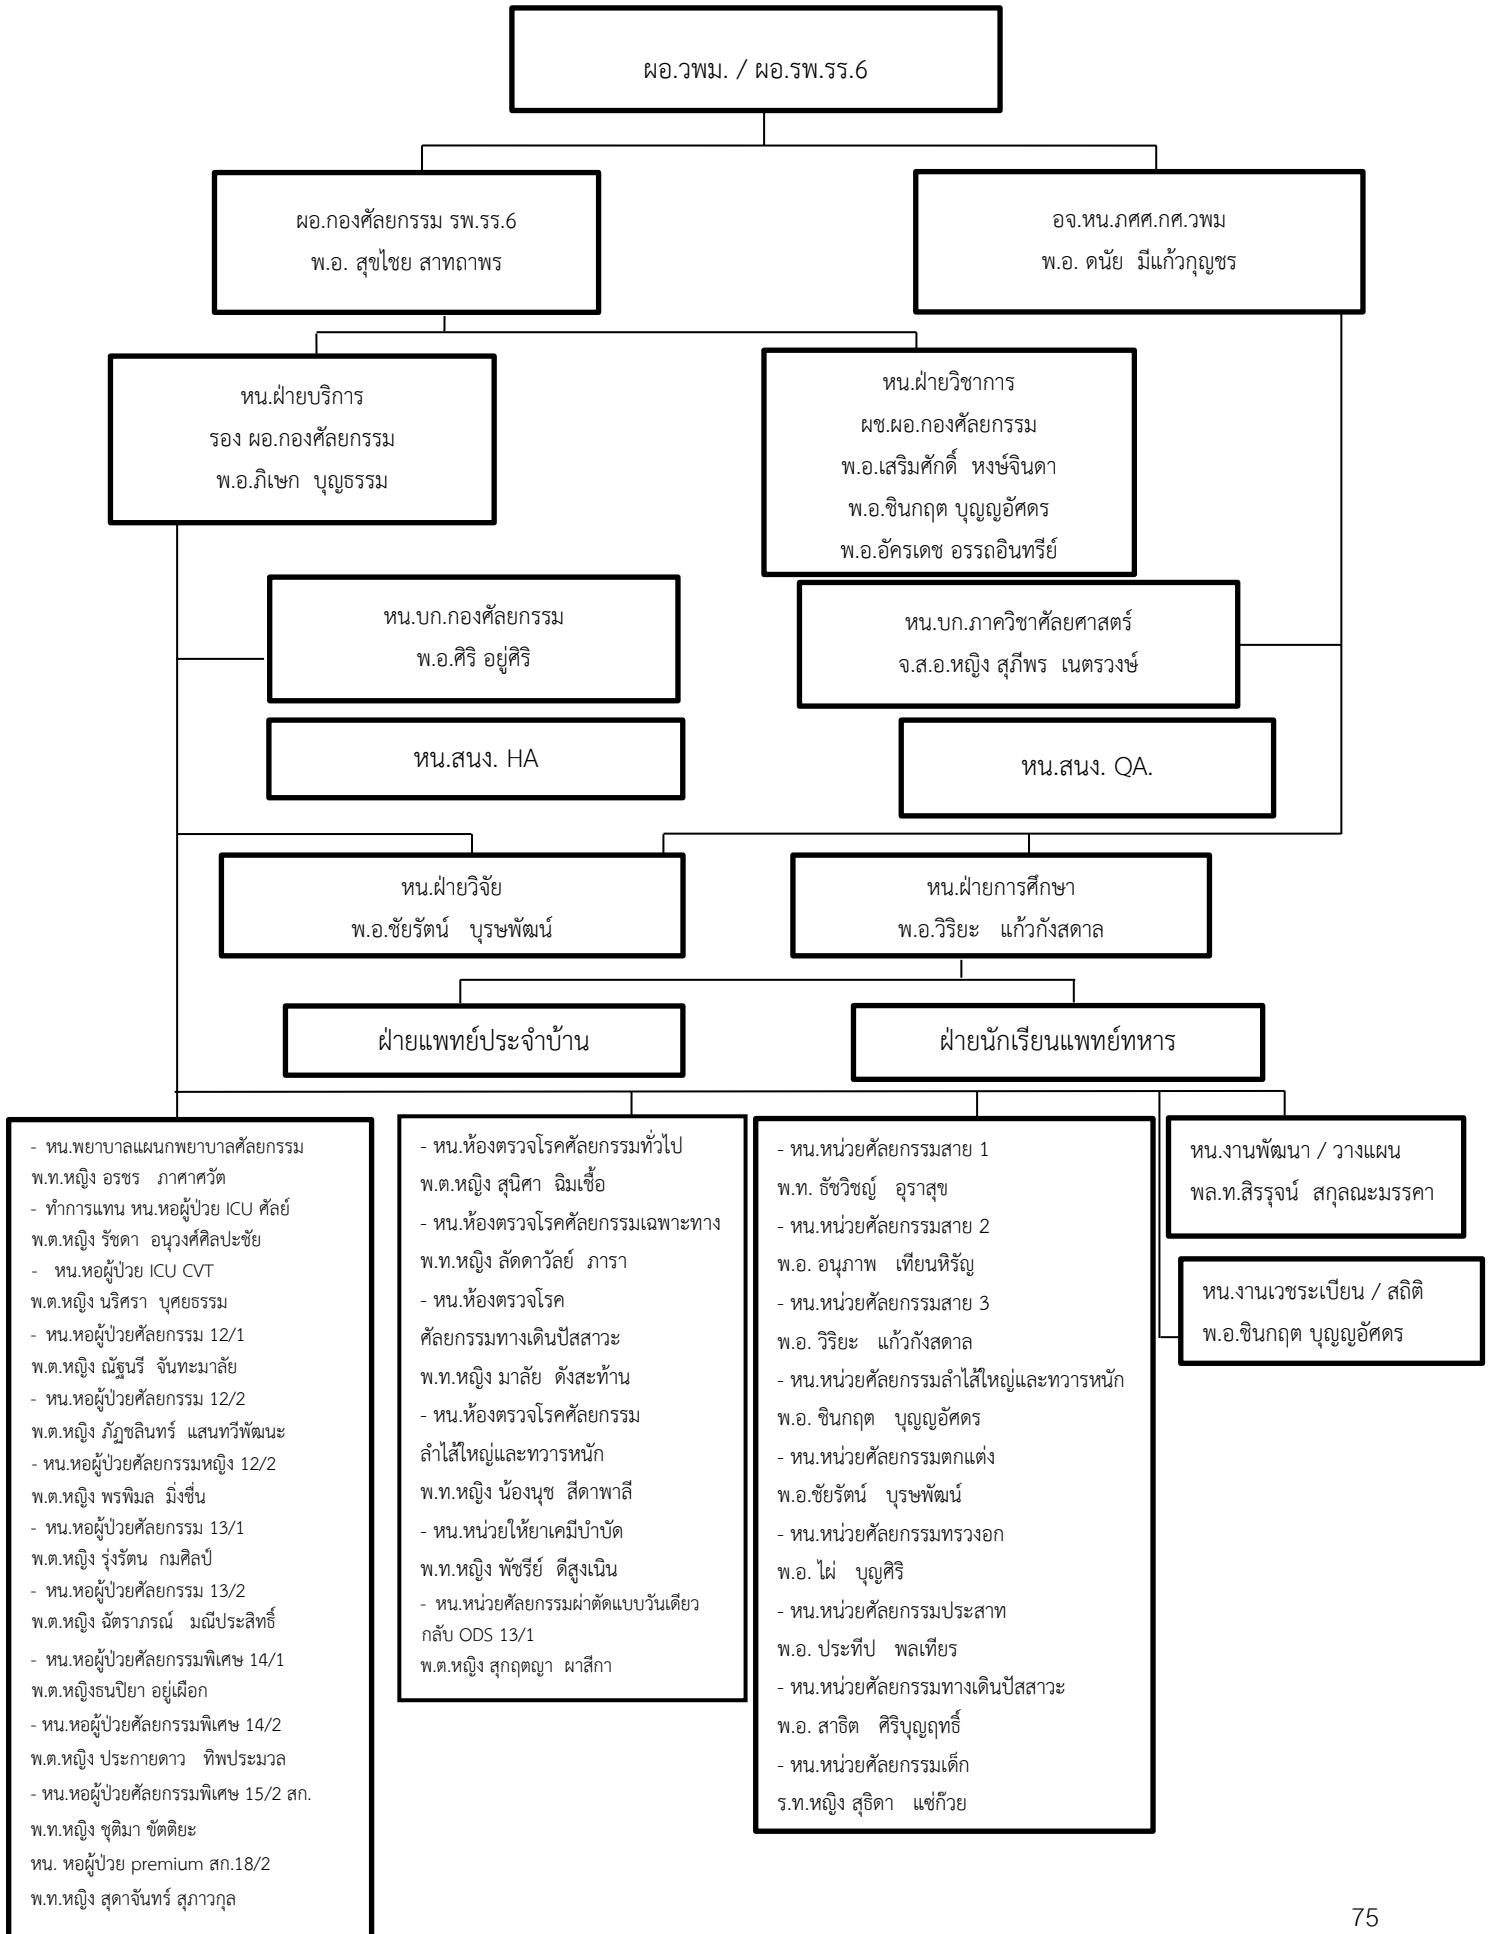 ผอ.วพม. / ผอ.รพ.รร.6
ผอ.กองศัลยกรรม รพ.รร.6
พ.อ. สุขไชย สาทถาพร
อจ.หน.ภศศ.กศ.วพม
พ.อ. ดนัย มีแก้วกุญชร
หน.ฝ่ายบริการ
รอง ผอ.กองศัลยกรรม
พ.อ.ภิเษก บุญธรรม
หน.ฝ่ายวิชาการ
ผช.ผอ.กองศัลยกรรม
พ.อ.เสริมศักดิ์ หงษ์จินดา
พ.อ.ชินกฤต บุญญอัศดร
พ.อ.อัครเดช อรรถอินทรีย์
หน.บก.กองศัลยกรรม
พ.อ.ศิริ อยู่ศิริ
หน.บก.ภาควิชาศัลยศาสตร์
จ.ส.อ.หญิง สุภีพร เนตรวงษ์
หน.สนง. HA
หน.สนง. QA.
หน.ฝ่ายวิจัย
พ.อ.ชัยรัตน์ บุรษพัฒน์
หน.ฝ่ายการศึกษา
พ.อ.วิริยะ แก้วกังสดาล
ฝ่ายแพทย์ประจำบ้าน
ฝ่ายนักเรียนแพทย์ทหาร
- หน.พยาบาลแผนกพยาบาลศัลยกรรม
พ.ท.หญิง อรชร ภาศาศวัต
- ทำการแทน หน.หอผู้ป่วย ICU ศัลย์
พ.ต.หญิง รัชดา อนุวงศ์ศิลปะชัย
- หน.หอผู้ป่วย ICU CVT
พ.ต.หญิง นริศรา บุศยธรรม
- หน.หอผู้ป่วยศัลยกรรม 12/1
พ.ต.หญิง ณัฐนรี จันทะมาลัย
- หน.หอผู้ป่วยศัลยกรรม 12/2
พ.ต.หญิง ภัฏชลินทร์ แสนทวีพัฒนะ
- หน.หอผู้ป่วยศัลยกรรมหญิง 12/2
พ.ต.หญิง พรพิมล มิ่งชื่น
- หน.หอผู้ป่วยศัลยกรรม 13/1
พ.ต.หญิง รุ่งรัตน กมศิลป์
- หน.หอผู้ป่วยศัลยกรรม 13/2
พ.ต.หญิง ฉัตราภรณ์ มณีประสิทธิ์
- หน.หอผู้ป่วยศัลยกรรมพิเศษ 14/1
พ.ต.หญิงธนปิยา อยู่เผือก
- หน.หอผู้ป่วยศัลยกรรมพิเศษ 14/2
พ.ต.หญิง ประกายดาว ทิพประมวล
- หน.หอผู้ป่วยศัลยกรรมพิเศษ 15/2 สก.
พ.ท.หญิง ชุติมา ขัตติยะ
หน. หอผู้ป่วย premium สก.18/2
พ.ท.หญิง สุดาจันทร์ สุภาวกุล
- หน.ห้องตรวจโรคศัลยกรรมทั่วไป
พ.ต.หญิง สุนิศา ฉิมเชื้อ
- หน.ห้องตรวจโรคศัลยกรรมเฉพาะทาง
พ.ท.หญิง ลัดดาวัลย์ ภารา
- หน.ห้องตรวจโรค
ศัลยกรรมทางเดินปัสสาวะ
พ.ท.หญิง มาลัย ดังสะท้าน
- หน.ห้องตรวจโรคศัลยกรรม
ลำไส้ใหญ่และทวารหนัก
พ.ท.หญิง น้องนุช สีดาพาลี
- หน.หน่วยให้ยาเคมีบำบัด
พ.ท.หญิง พัชรีย์ ดีสูงเนิน
- หน.หน่วยศัลยกรรมผ่าตัดแบบวันเดียว
กลับ ODS 13/1
พ.ต.หญิง สุกฤตญา ผาสีกา
- หน.หน่วยศัลยกรรมสาย 1
พ.ท. ธัชวิชญ์ อุราสุข
- หน.หน่วยศัลยกรรมสาย 2
พ.อ. อนุภาพ เทียนหิรัญ
- หน.หน่วยศัลยกรรมสาย 3
พ.อ. วิริยะ แก้วกังสดาล
- หน.หน่วยศัลยกรรมลำไส้ใหญ่และทวารหนัก
พ.อ. ชินกฤต บุญญอัศดร
- หน.หน่วยศัลยกรรมตกแต่ง
พ.อ.ชัยรัตน์ บุรษพัฒน์
- หน.หน่วยศัลยกรรมทรวงอก
พ.อ. ไผ่ บุญศิริ
- หน.หน่วยศัลยกรรมประสาท
พ.อ. ประทีป พลเทียร
- หน.หน่วยศัลยกรรมทางเดินปัสสาวะ
พ.อ. สาธิต ศิริบุญฤทธิ์
- หน.หน่วยศัลยกรรมเด็ก
ร.ท.หญิง สุธิดา แซ่ก๊วย
หน.งานพัฒนา / วางแผน
พล.ท.สิรรุจน์ สกุลณะมรรคา
หน.งานเวชระเบียน / สถิติ
พ.อ.ชินกฤต บุญญอัศดร
75